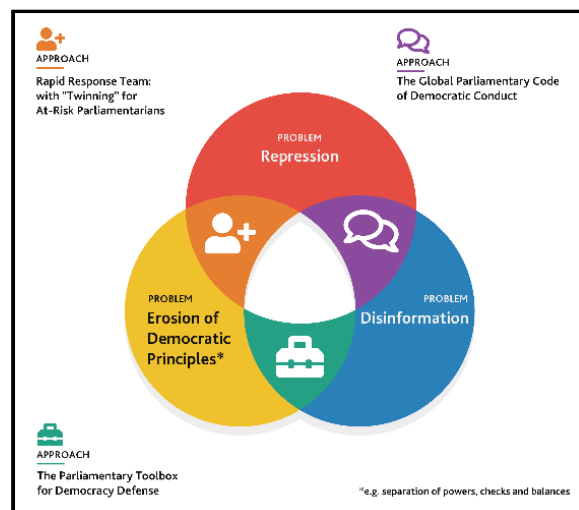 APPROACH
Rapid Response Team:
with "Twinning" for
At-Risk Parliamentarians
APPROACH
The Global Parliamentary Code
of Democratic Conduct
PROBLEM
Repression
PROBLEM
Erosion of
Democratic
Principles*
PROBLEM
Disinformation
APPROACH
The Parliamentary Toolbox
for Democracy Defense
*e.g. separation of powers, checks and balances